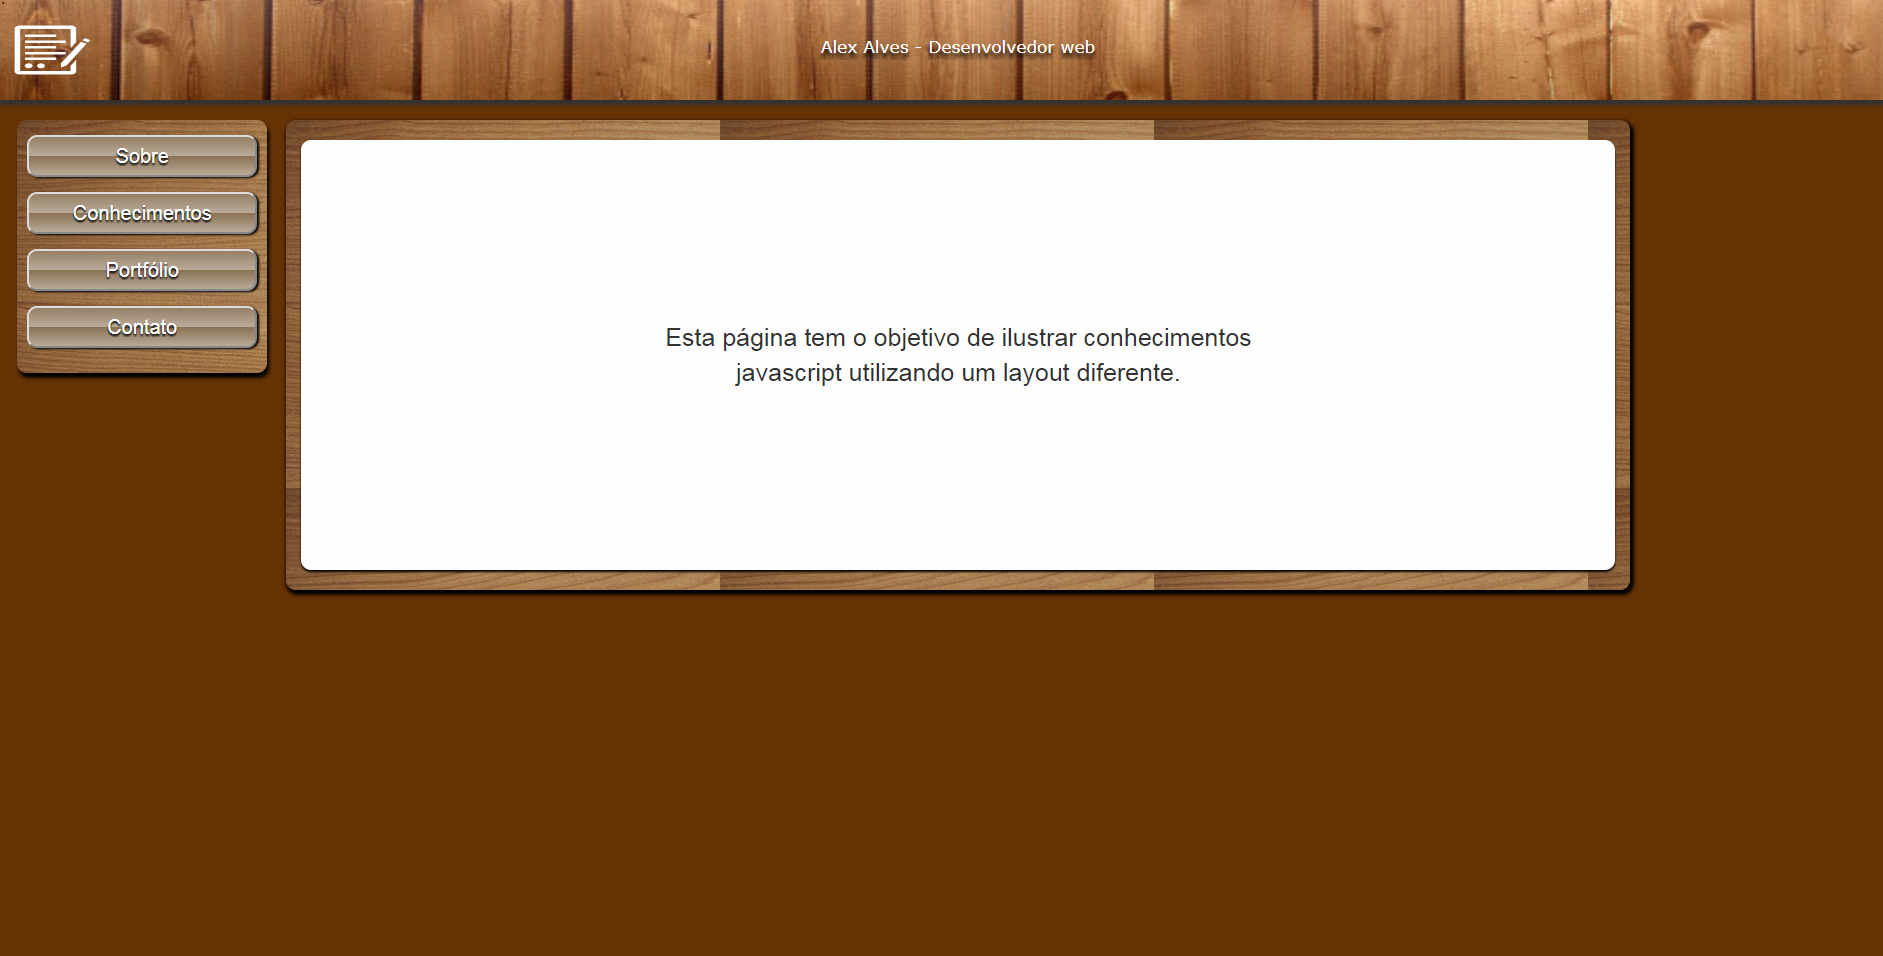 Alex Alves - Desenvolvedor web
Sobre
Conhecimentos
Portfólio
Contato
Esta página tem o objetivo de ilustrar conhecimentos
javascript utilizando um layout diferente.